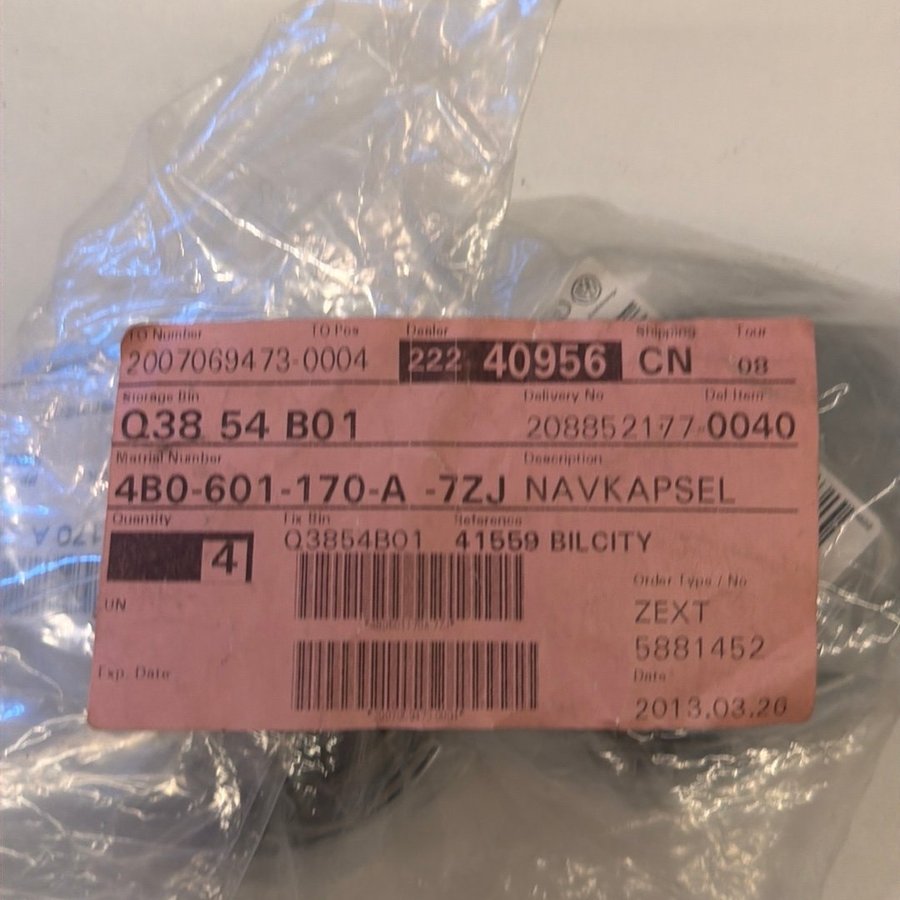 TO Number TO Pos Dealer Shipping Tour
2007069473-0004 222 40956 CN 08
Storage Bin Delivery No Del Item
Q38 54 B01 208852177-0040
Matrial Number Description
4B0-601-170-A -7ZJ NAVKAPSEL
Quantity Fix Bin Reference
4 Q3854B01 41559 BILCITY
Order Type / No
UN ZEXT
5881452
Exp. Date Date
2013.03.20
170 A